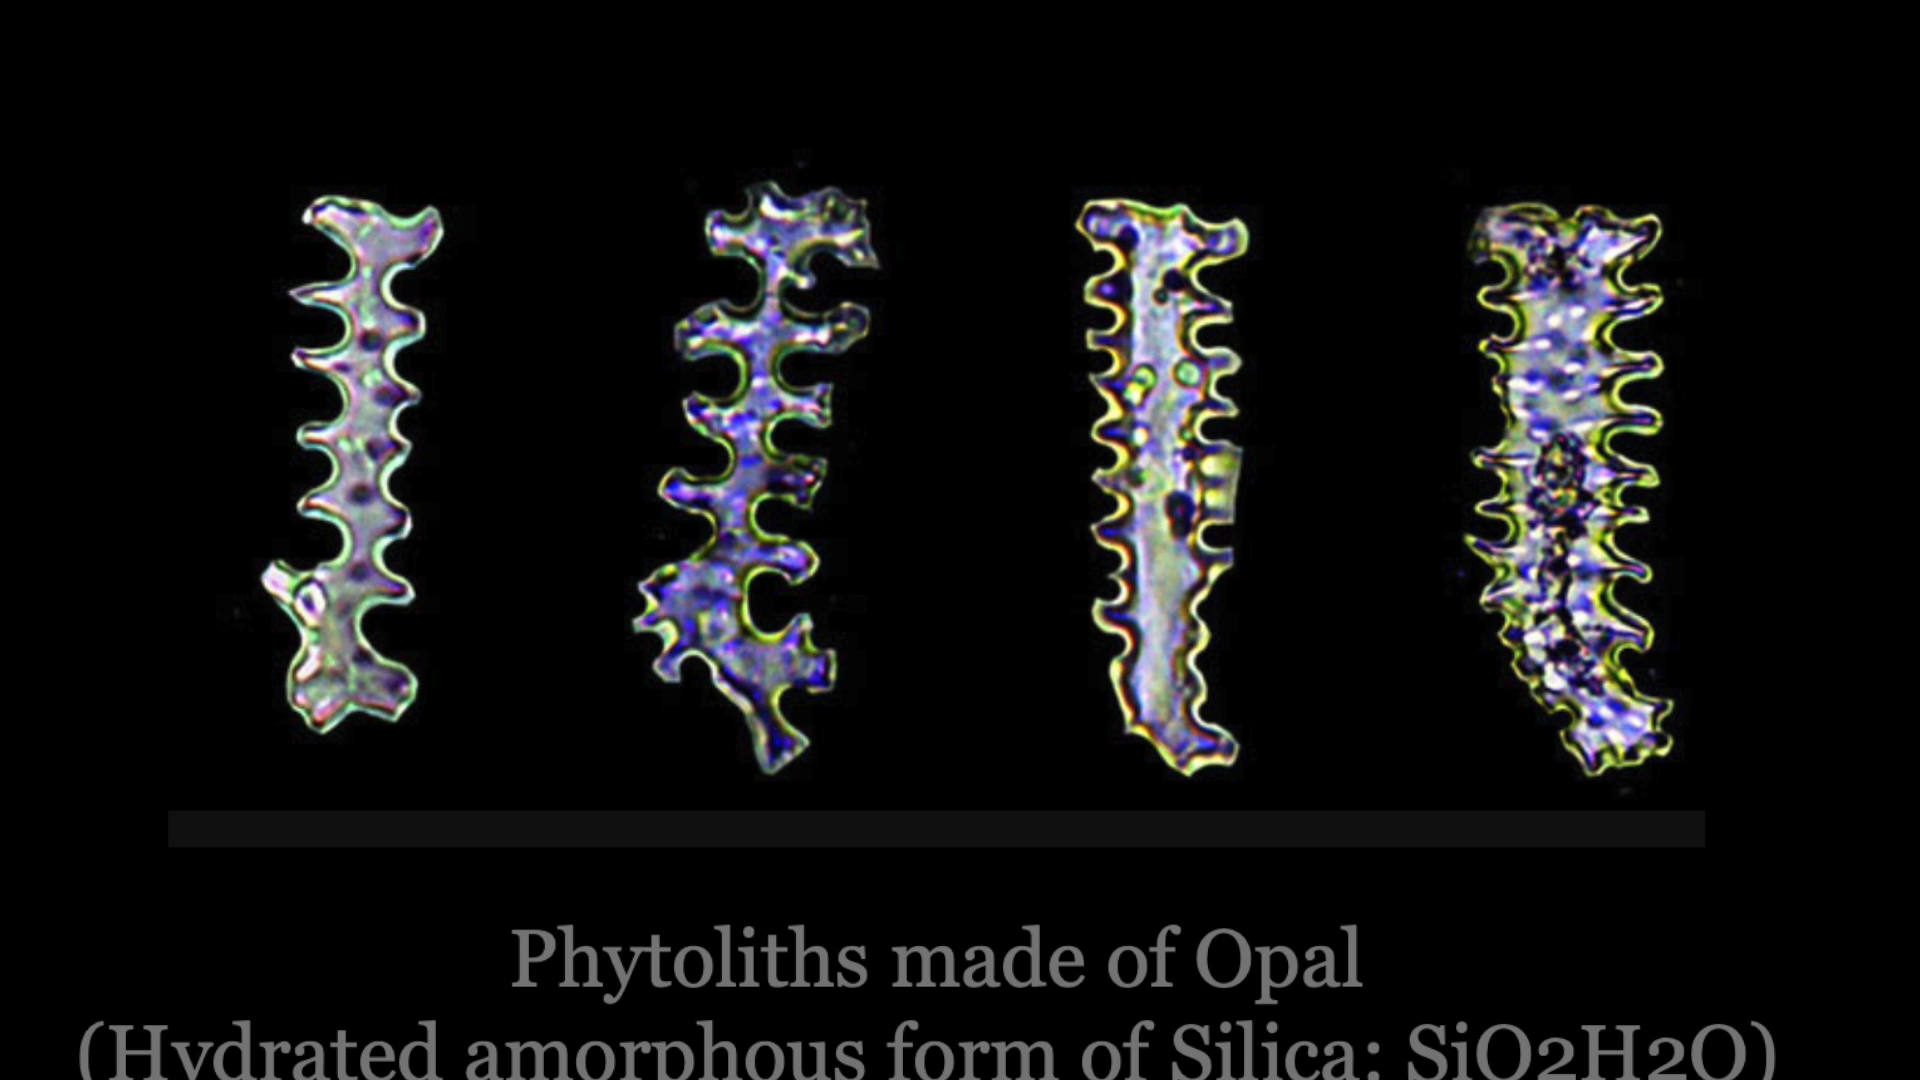 Phytoliths made of Opal
(Hydrated amorphous form of Silica: SiO2H2O)